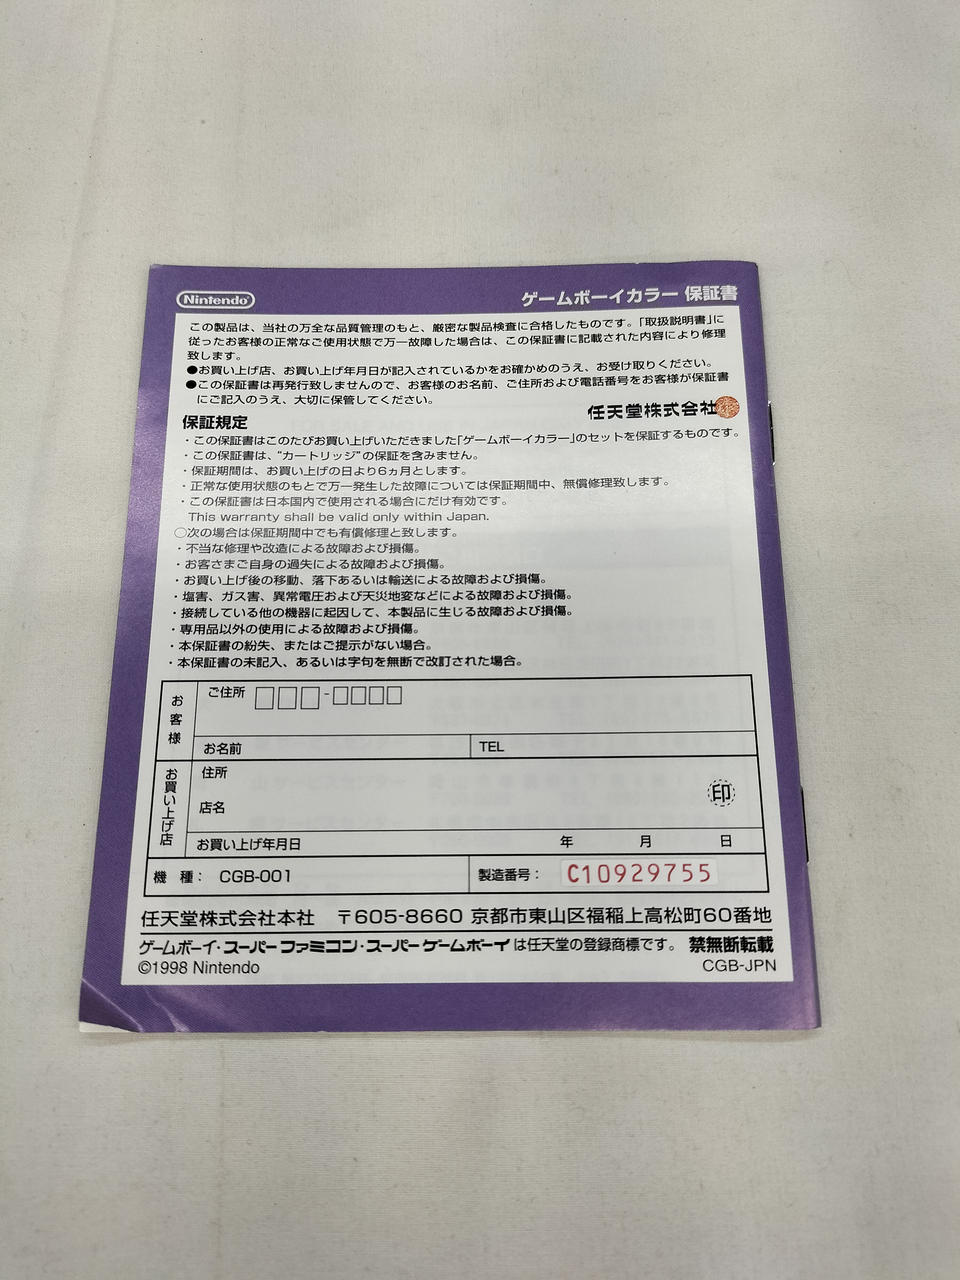 Nintendo
ゲームボーイカラー 保証書
この製品は、当社の万全な品質管理のもと、厳密な製品検査に合格したものです。「取扱説明書」に
従ったお客様の正常なご使用状態で万一故障した場合は、この保証書に記載された内容により修理
致します。
●お買い上げ店、お買い上げ年月日が記入されているかをお確かめのうえ、お受け取りください。
●この保証書は再発行致しませんので、お客様のお名前、ご住所および電話番号をお客様が保証書
にご記入のうえ、大切に保管してください。
任天堂株式会社
保証規定
・この保証書はこのたびお買い上げいただきました「ゲームボーイカラー」のセットを保証するものです。
・この保証書は、“カートリッジ”の保証を含みません。
・保証期間は、お買い上げの日より6ヵ月とします。
・正常な使用状態のもとで万一発生した故障については保証期間中、無償修理致します。
・この保証書は日本国内で使用される場合にだけ有効です。
This warranty shall be valid only within Japan.
○次の場合は保証期間中でも有償修理と致します。
・不当な修理や改造による故障および損傷。
・お客さまご自身の過失による故障および損傷。
・お買い上げ後の移動、落下あるいは輸送による故障および損傷。
・塩害、ガス害、異常電圧および天災地変などによる故障および損傷。
・接続している他の機器に起因して、本製品に生じる故障および損傷。
・専用品以外の使用による故障および損傷。
・本保証書の紛失、またはご提示がない場合。
・本保証書の未記入、あるいは字句を無断で改訂された場合。
お客様
ご住所 □□□-□□□□
お名前
TEL
お買い上げ店
住所
店名
印
お買い上げ年月日 年 月 日
機 種： CGB-001
製造番号： C10929755
任天堂株式会社本社 〒605-8660 京都市東山区福稲上高松町60番地
ゲームボーイ・スーパーファミコン・スーパーゲームボーイは任天堂の登録商標です。 禁無断転載
©1998 Nintendo
CGB-JPN